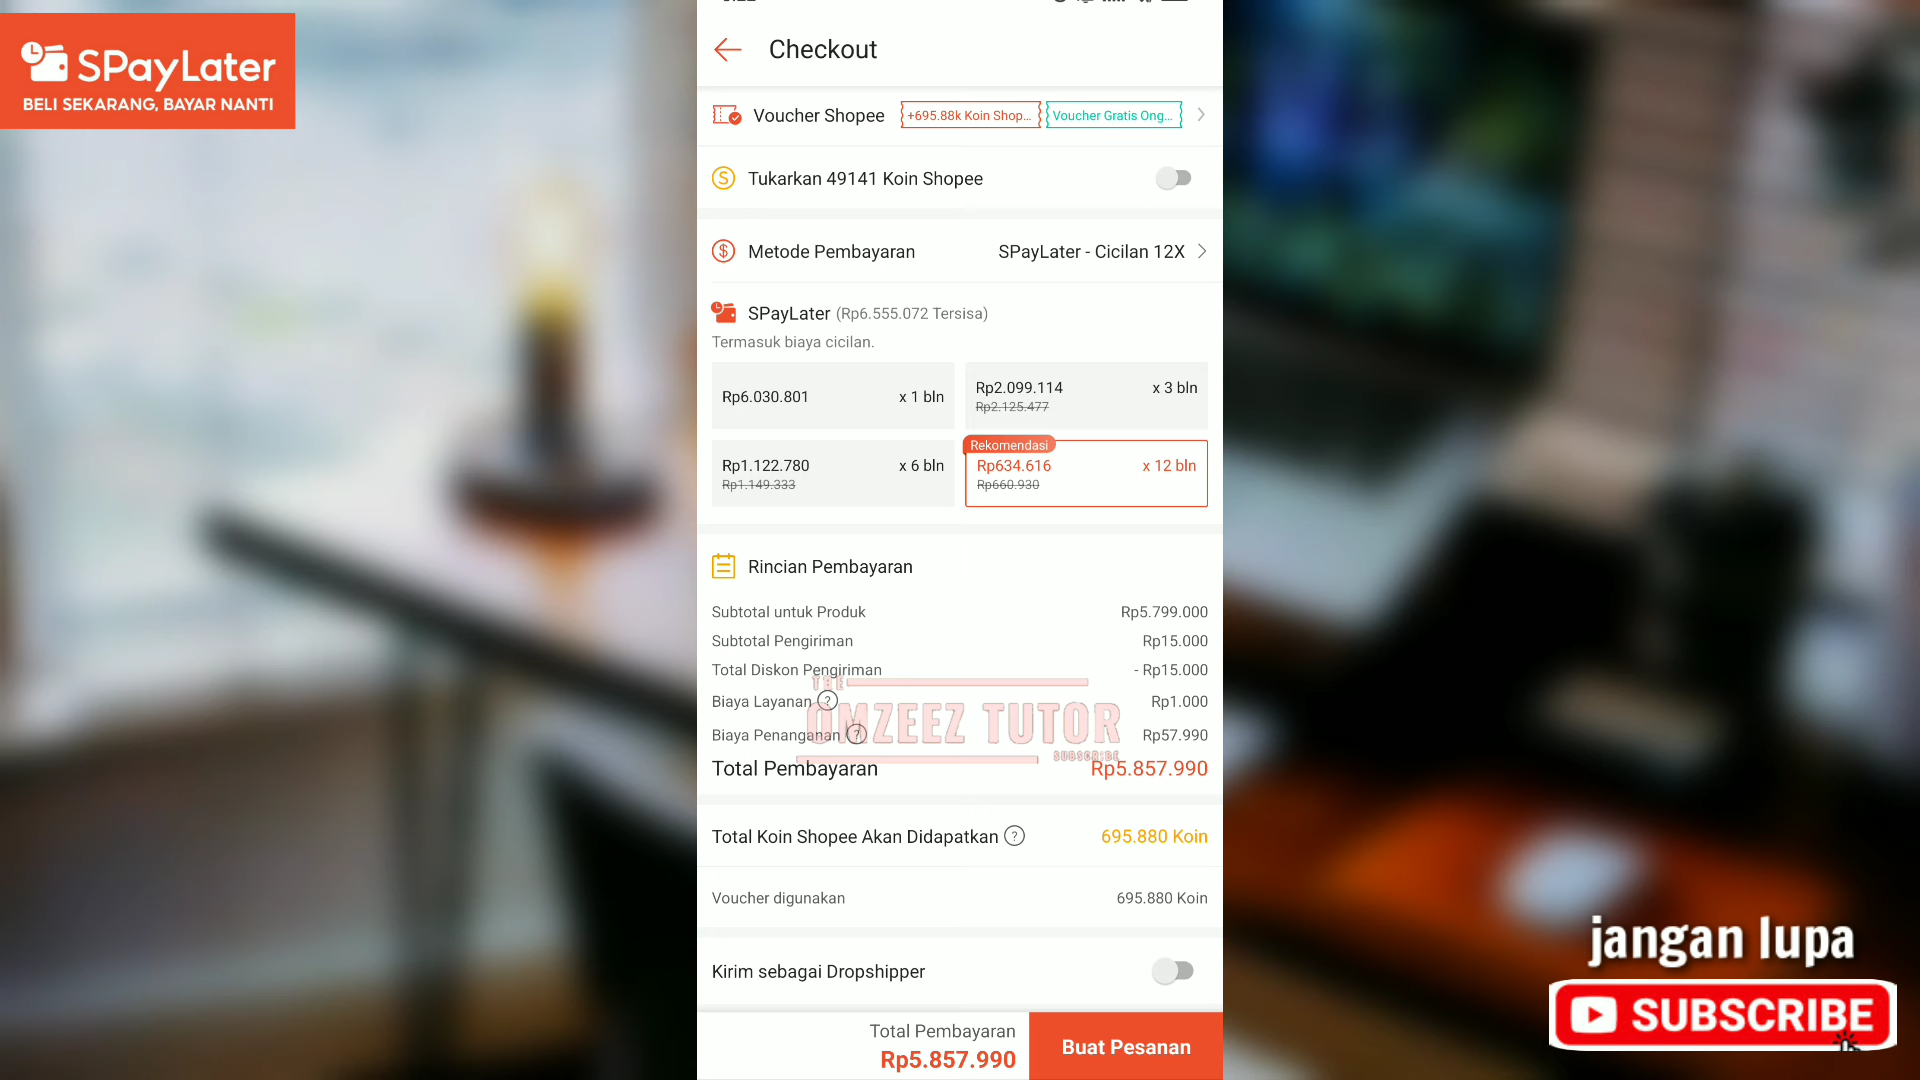 SPayLater
BELI SEKARANG, BAYAR NANTI
Checkout
Voucher Shopee +695.88k Koin Shop... Voucher Gratis Ong...
Tukarkan 49141 Koin Shopee
Metode Pembayaran SPayLater - Cicilan 12X
SPayLater (Rp6.555.072 Tersisa)
Termasuk biaya cicilan.
Rp6.030.801 x 1 bln
Rp2.099.114 x 3 bln
Rp2.125.477
Rp1.122.780 x 6 bln
Rp1.149.333
Rekomendasi
Rp634.616 x 12 bln
Rp660.930
Rincian Pembayaran
Subtotal untuk Produk Rp5.799.000
Subtotal Pengiriman Rp15.000
Total Diskon Pengiriman - Rp15.000
Biaya Layanan ? Rp1.000
Biaya Penanganan ? Rp57.990
THE
OMZEEZ TUTOR
SUBSCRIBE
Total Pembayaran Rp5.857.990
Total Koin Shopee Akan Didapatkan ? 695.880 Koin
Voucher digunakan 695.880 Koin
Kirim sebagai Dropshipper
Total Pembayaran
Rp5.857.990
Buat Pesanan
jangan lupa
SUBSCRIBE